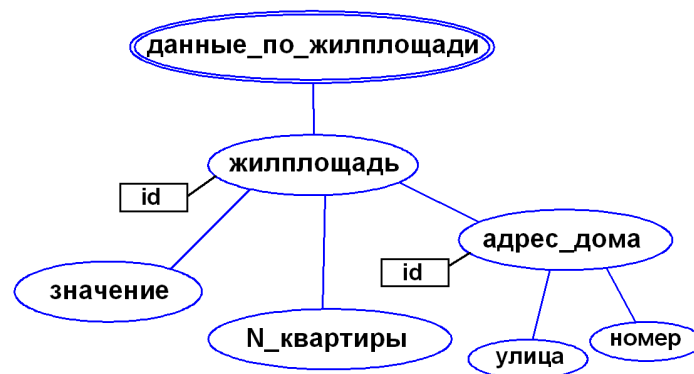 данные_по_жилплощади
жилплощадь
id
адрес_дома
id
значение
N_квартиры
номер
улица